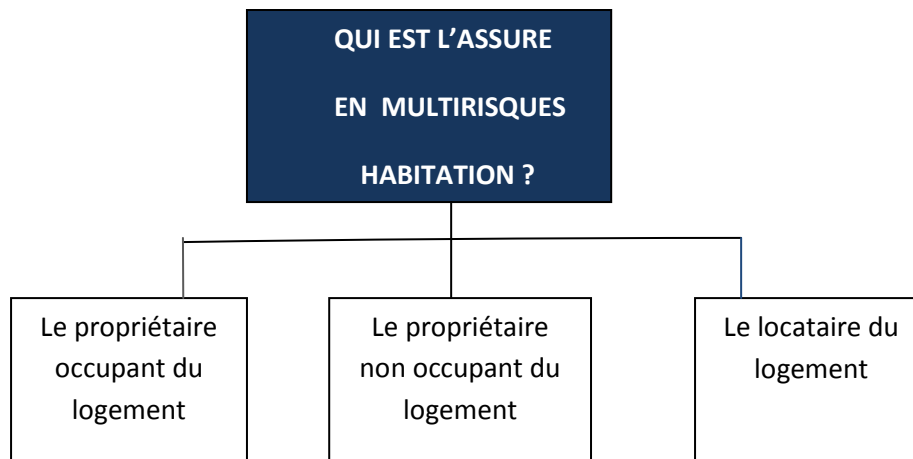 QUI EST L’ASSURE
EN MULTIRISQUES
HABITATION ?
Le propriétaire
occupant du
logement
Le propriétaire
non occupant du
logement
Le locataire du
logement